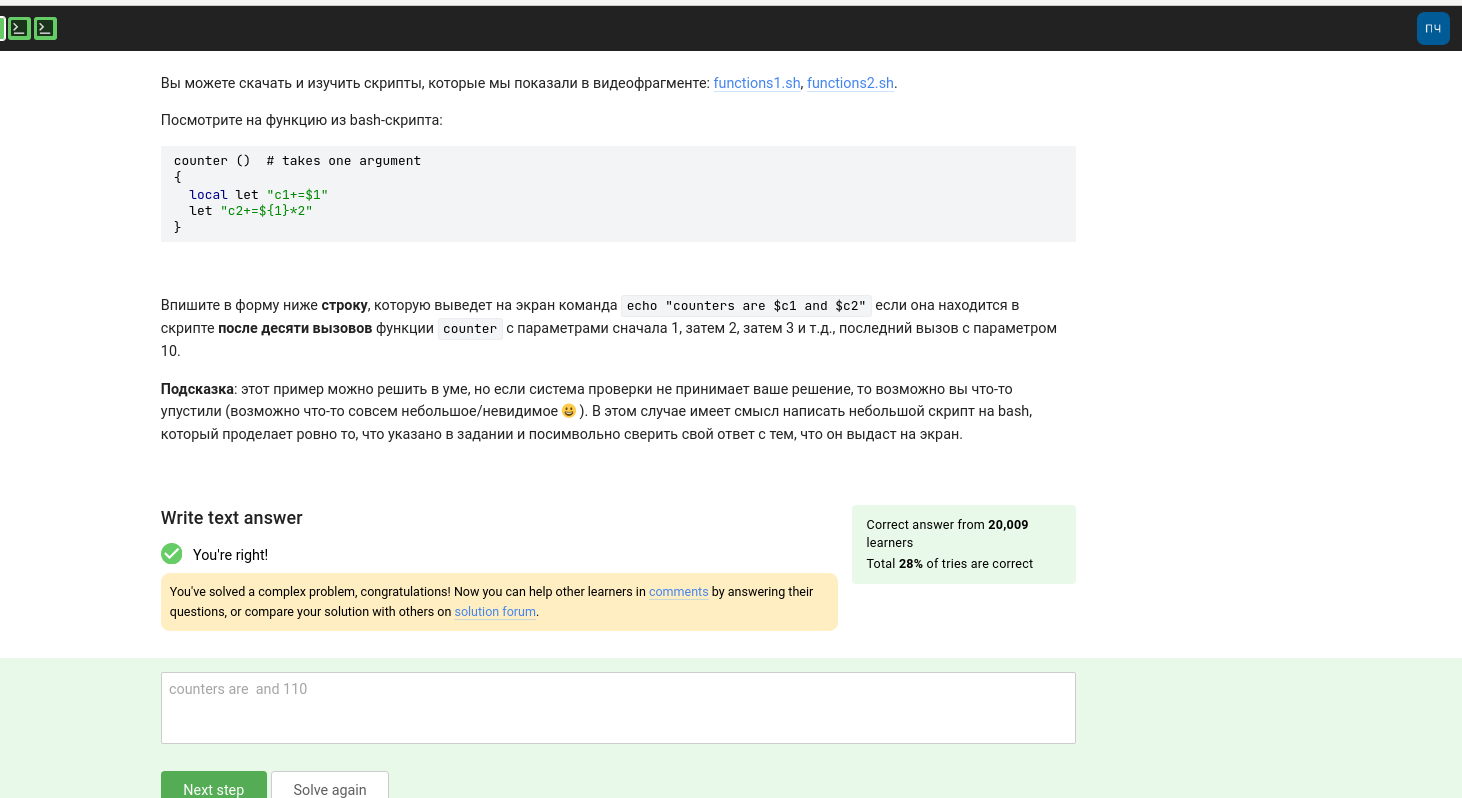 ПЧ
Вы можете скачать и изучить скрипты, которые мы показали в видеофрагменте: functions1.sh, functions2.sh.
Посмотрите на функцию из bash-скрипта:
counter ()  # takes one argument
{
  local let "c1+=$1"
  let "c2+=${1}*2"
}
Впишите в форму ниже строку, которую выведет на экран команда echo "counters are $c1 and $c2" если она находится в
скрипте после десяти вызовов функции counter с параметрами сначала 1, затем 2, затем 3 и т.д., последний вызов с параметром
10.
Подсказка: этот пример можно решить в уме, но если система проверки не принимает ваше решение, то возможно вы что-то
упустили (возможно что-то совсем небольшое/невидимое 😃 ). В этом случае имеет смысл написать небольшой скрипт на bash,
который проделает ровно то, что указано в задании и посимвольно сверить свой ответ с тем, что он выдаст на экран.
Write text answer
You're right!
You've solved a complex problem, congratulations! Now you can help other learners in comments by answering their
questions, or compare your solution with others on solution forum.
Correct answer from 20,009
learners
Total 28% of tries are correct
counters are  and 110
Next step
Solve again